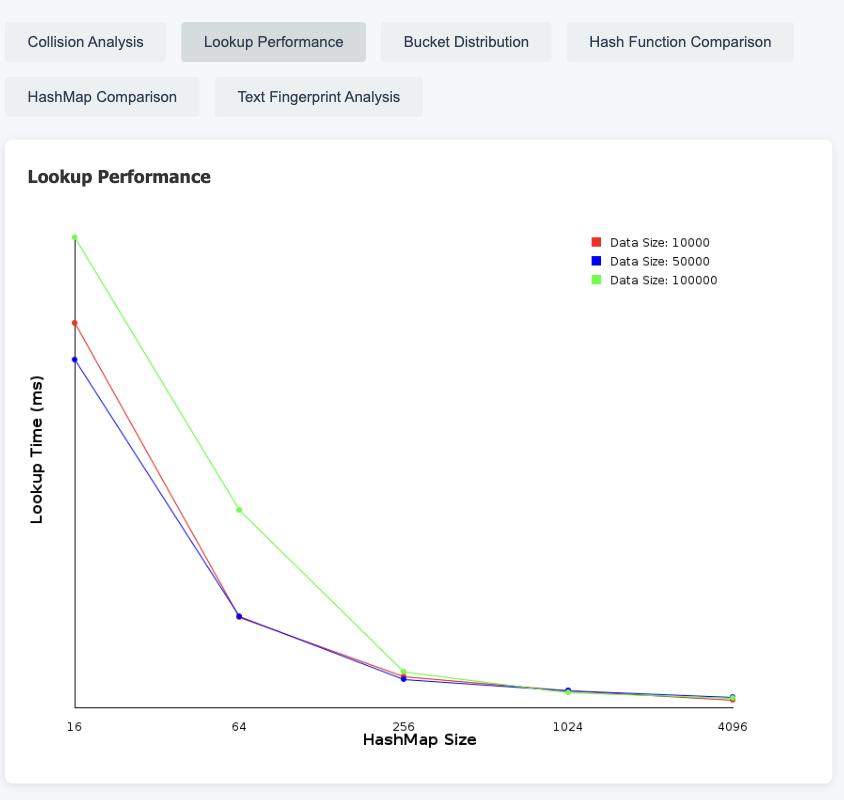 Collision Analysis
Lookup Performance
Bucket Distribution
Hash Function Comparison
HashMap Comparison
Text Fingerprint Analysis
Lookup Performance
Data Size: 10000
Data Size: 50000
Data Size: 100000
Lookup Time (ms)
16
64
256
1024
4096
HashMap Size